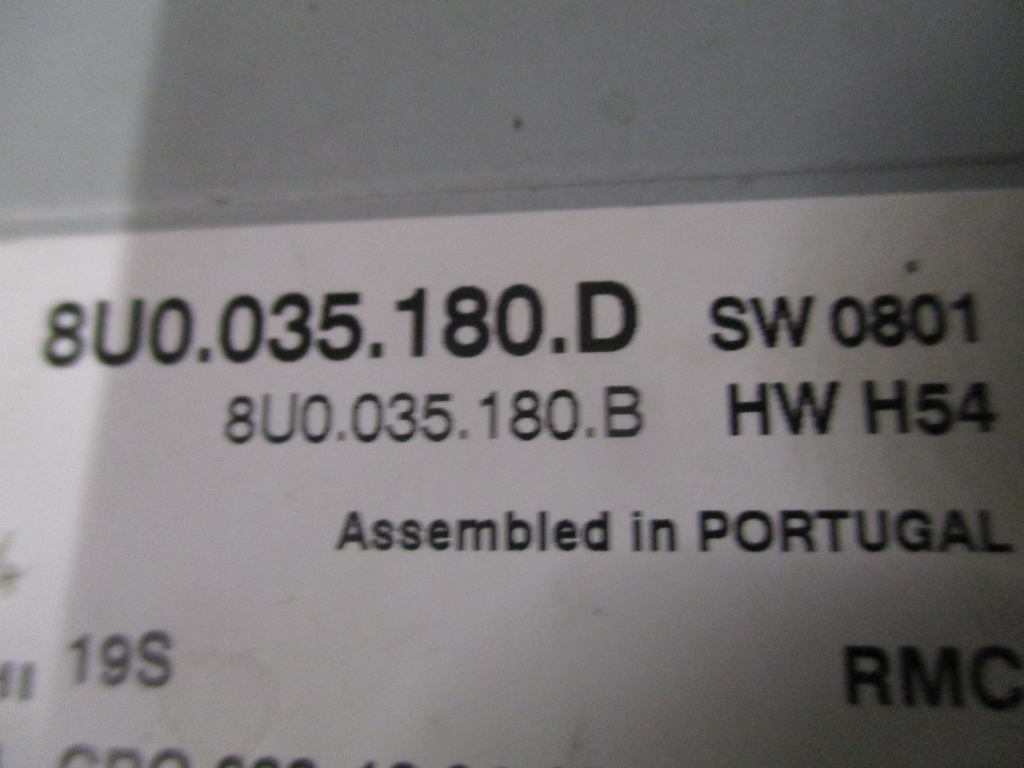 8U0.035.180.D SW 0801
8U0.035.180.B HW H54
Assembled in PORTUGAL
19S RMC